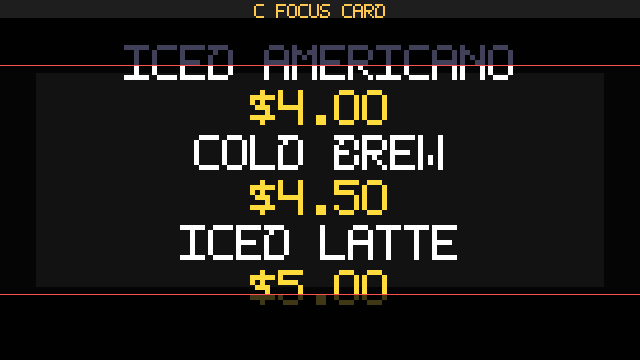 C FOCUS CARD
ICED AMERICANO
$4.00
COLD BREW
$4.50
ICED LATTE
$5.00